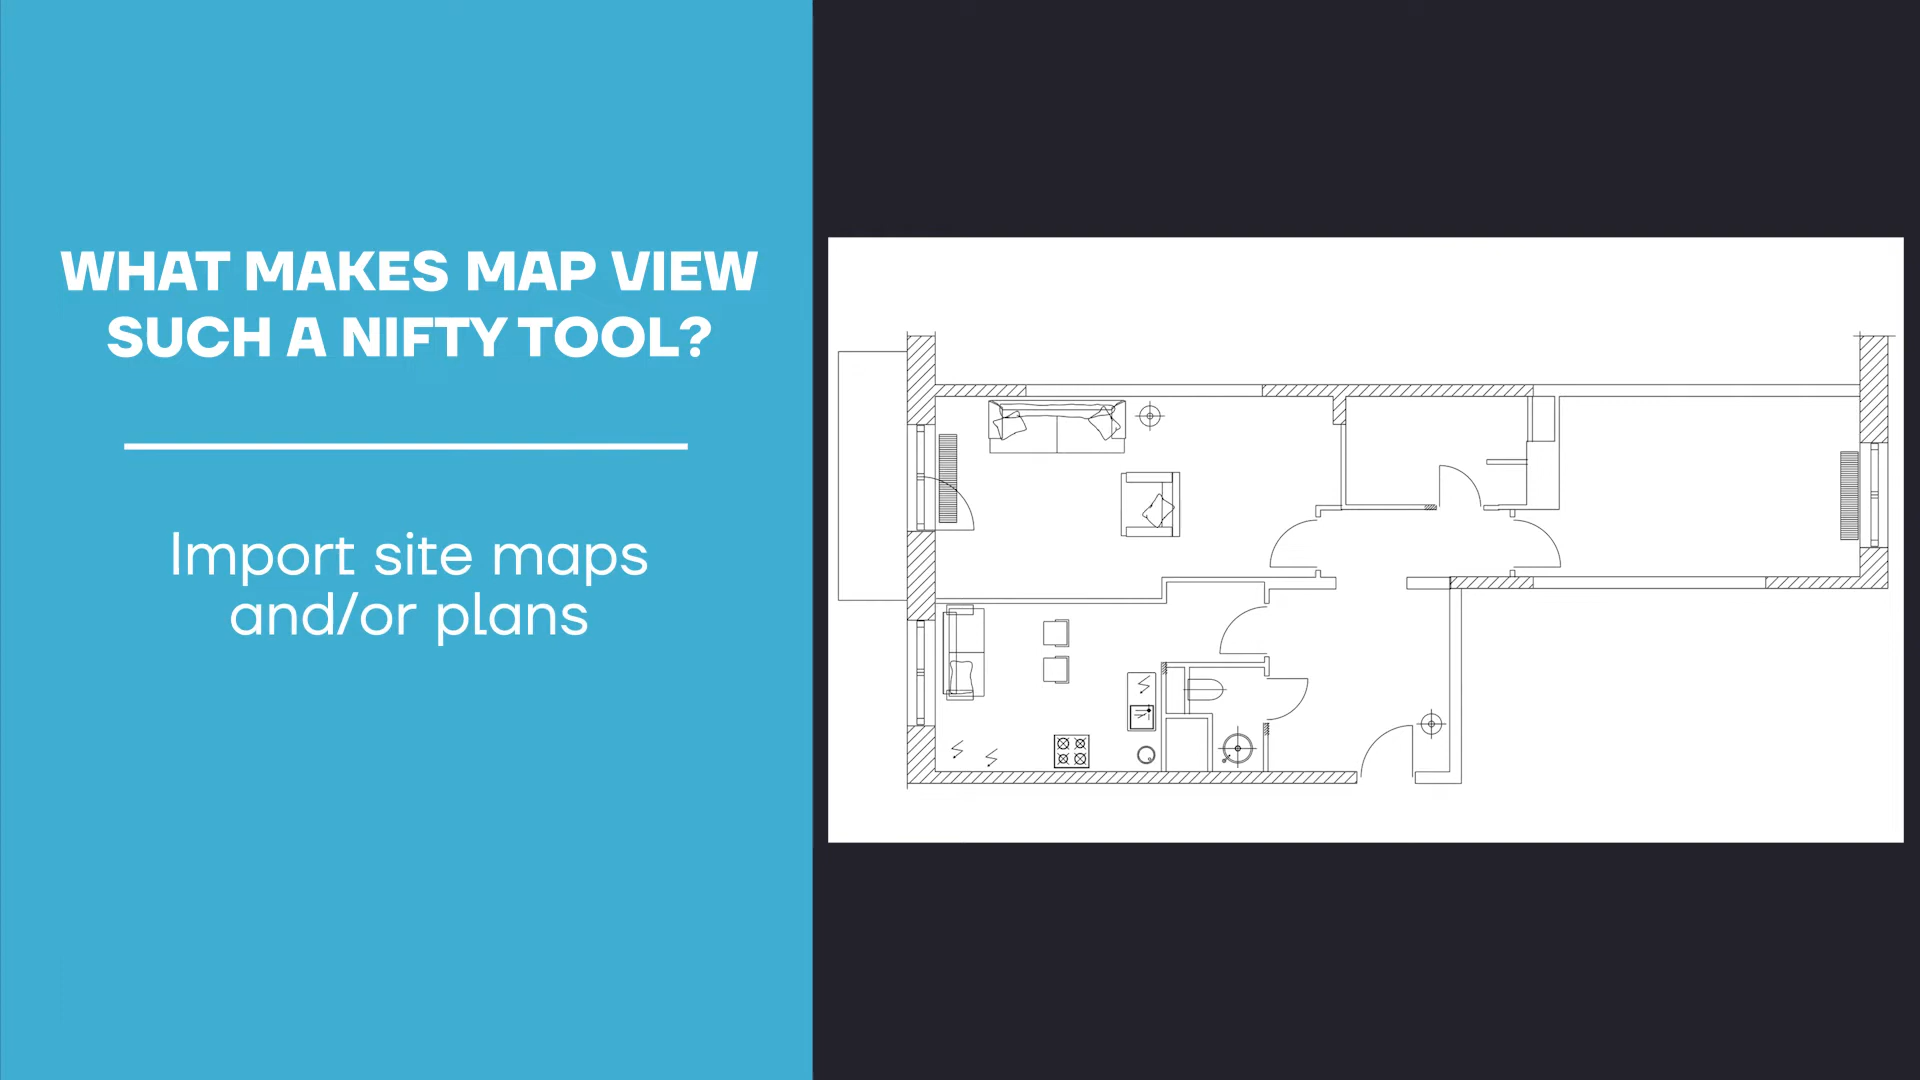 WHAT MAKES MAP VIEW
SUCH A NIFTY TOOL?
Import site maps
and/or plans